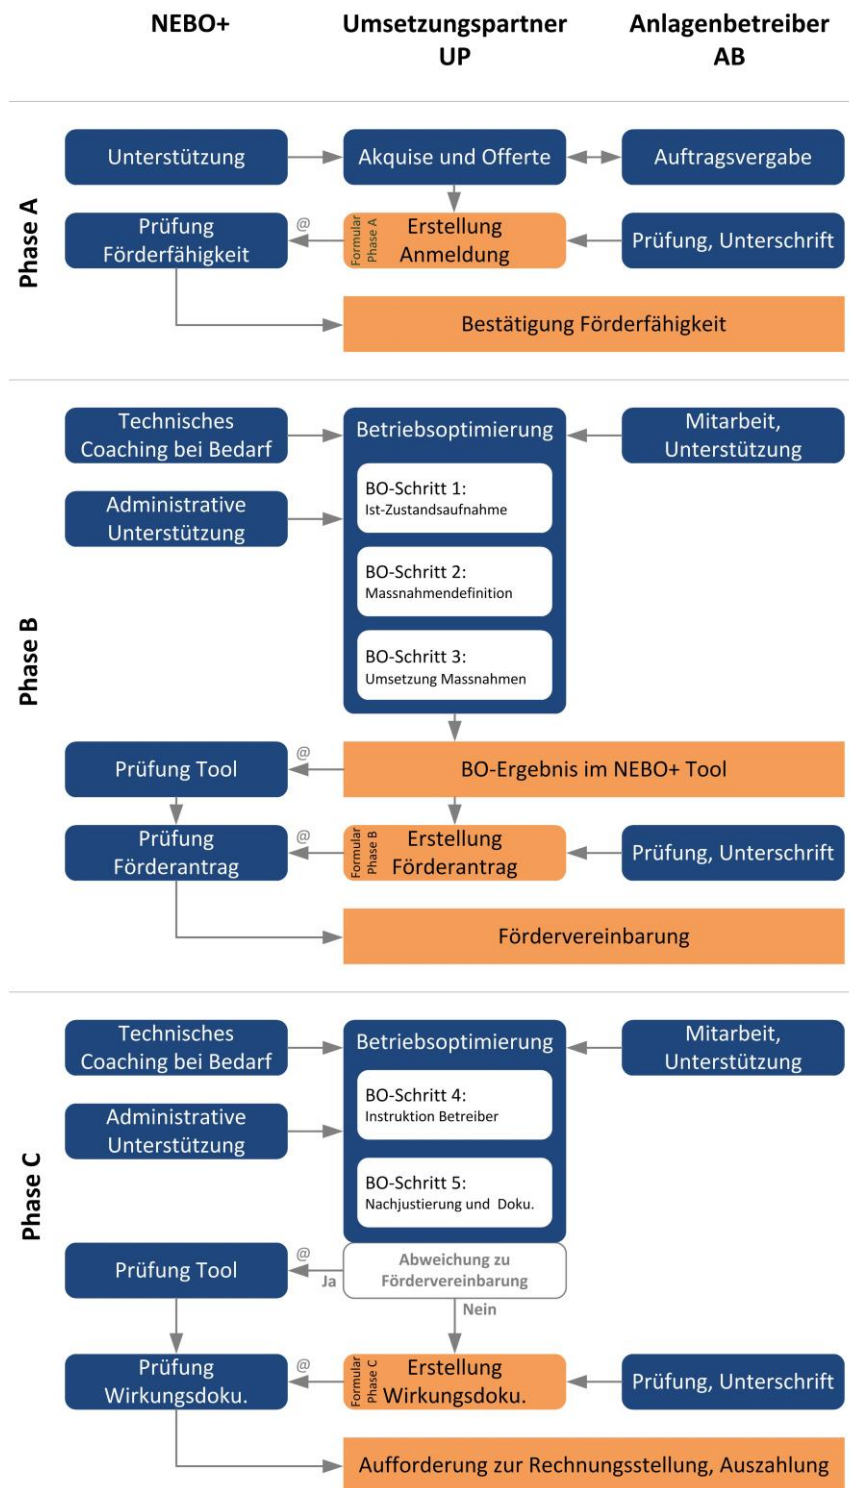 NEBO+
Umsetzungspartner
UP
Anlagenbetreiber
AB
Phase A
Unterstützung
Akquise und Offerte
Auftragsvergabe
Prüfung
Förderfähigkeit
@
Formular
Phase A
Erstellung
Anmeldung
Prüfung, Unterschrift
Bestätigung Förderfähigkeit
Phase B
Technisches
Coaching bei Bedarf
Betriebsoptimierung
Mitarbeit,
Unterstützung
Administrative
Unterstützung
BO-Schritt 1:
Ist-Zustandsaufnahme
BO-Schritt 2:
Massnahmendefinition
BO-Schritt 3:
Umsetzung Massnahmen
Prüfung Tool
@
BO-Ergebnis im NEBO+ Tool
Prüfung
Förderantrag
@
Formular
Phase B
Erstellung
Förderantrag
Prüfung, Unterschrift
Fördervereinbarung
Phase C
Technisches
Coaching bei Bedarf
Betriebsoptimierung
Mitarbeit,
Unterstützung
Administrative
Unterstützung
BO-Schritt 4:
Instruktion Betreiber
BO-Schritt 5:
Nachjustierung und Doku.
Prüfung Tool
@
Ja
Abweichung zu
Fördervereinbarung
Nein
Prüfung
Wirkungsdoku.
@
Formular
Phase C
Erstellung
Wirkungsdoku.
Prüfung, Unterschrift
Aufforderung zur Rechnungsstellung, Auszahlung